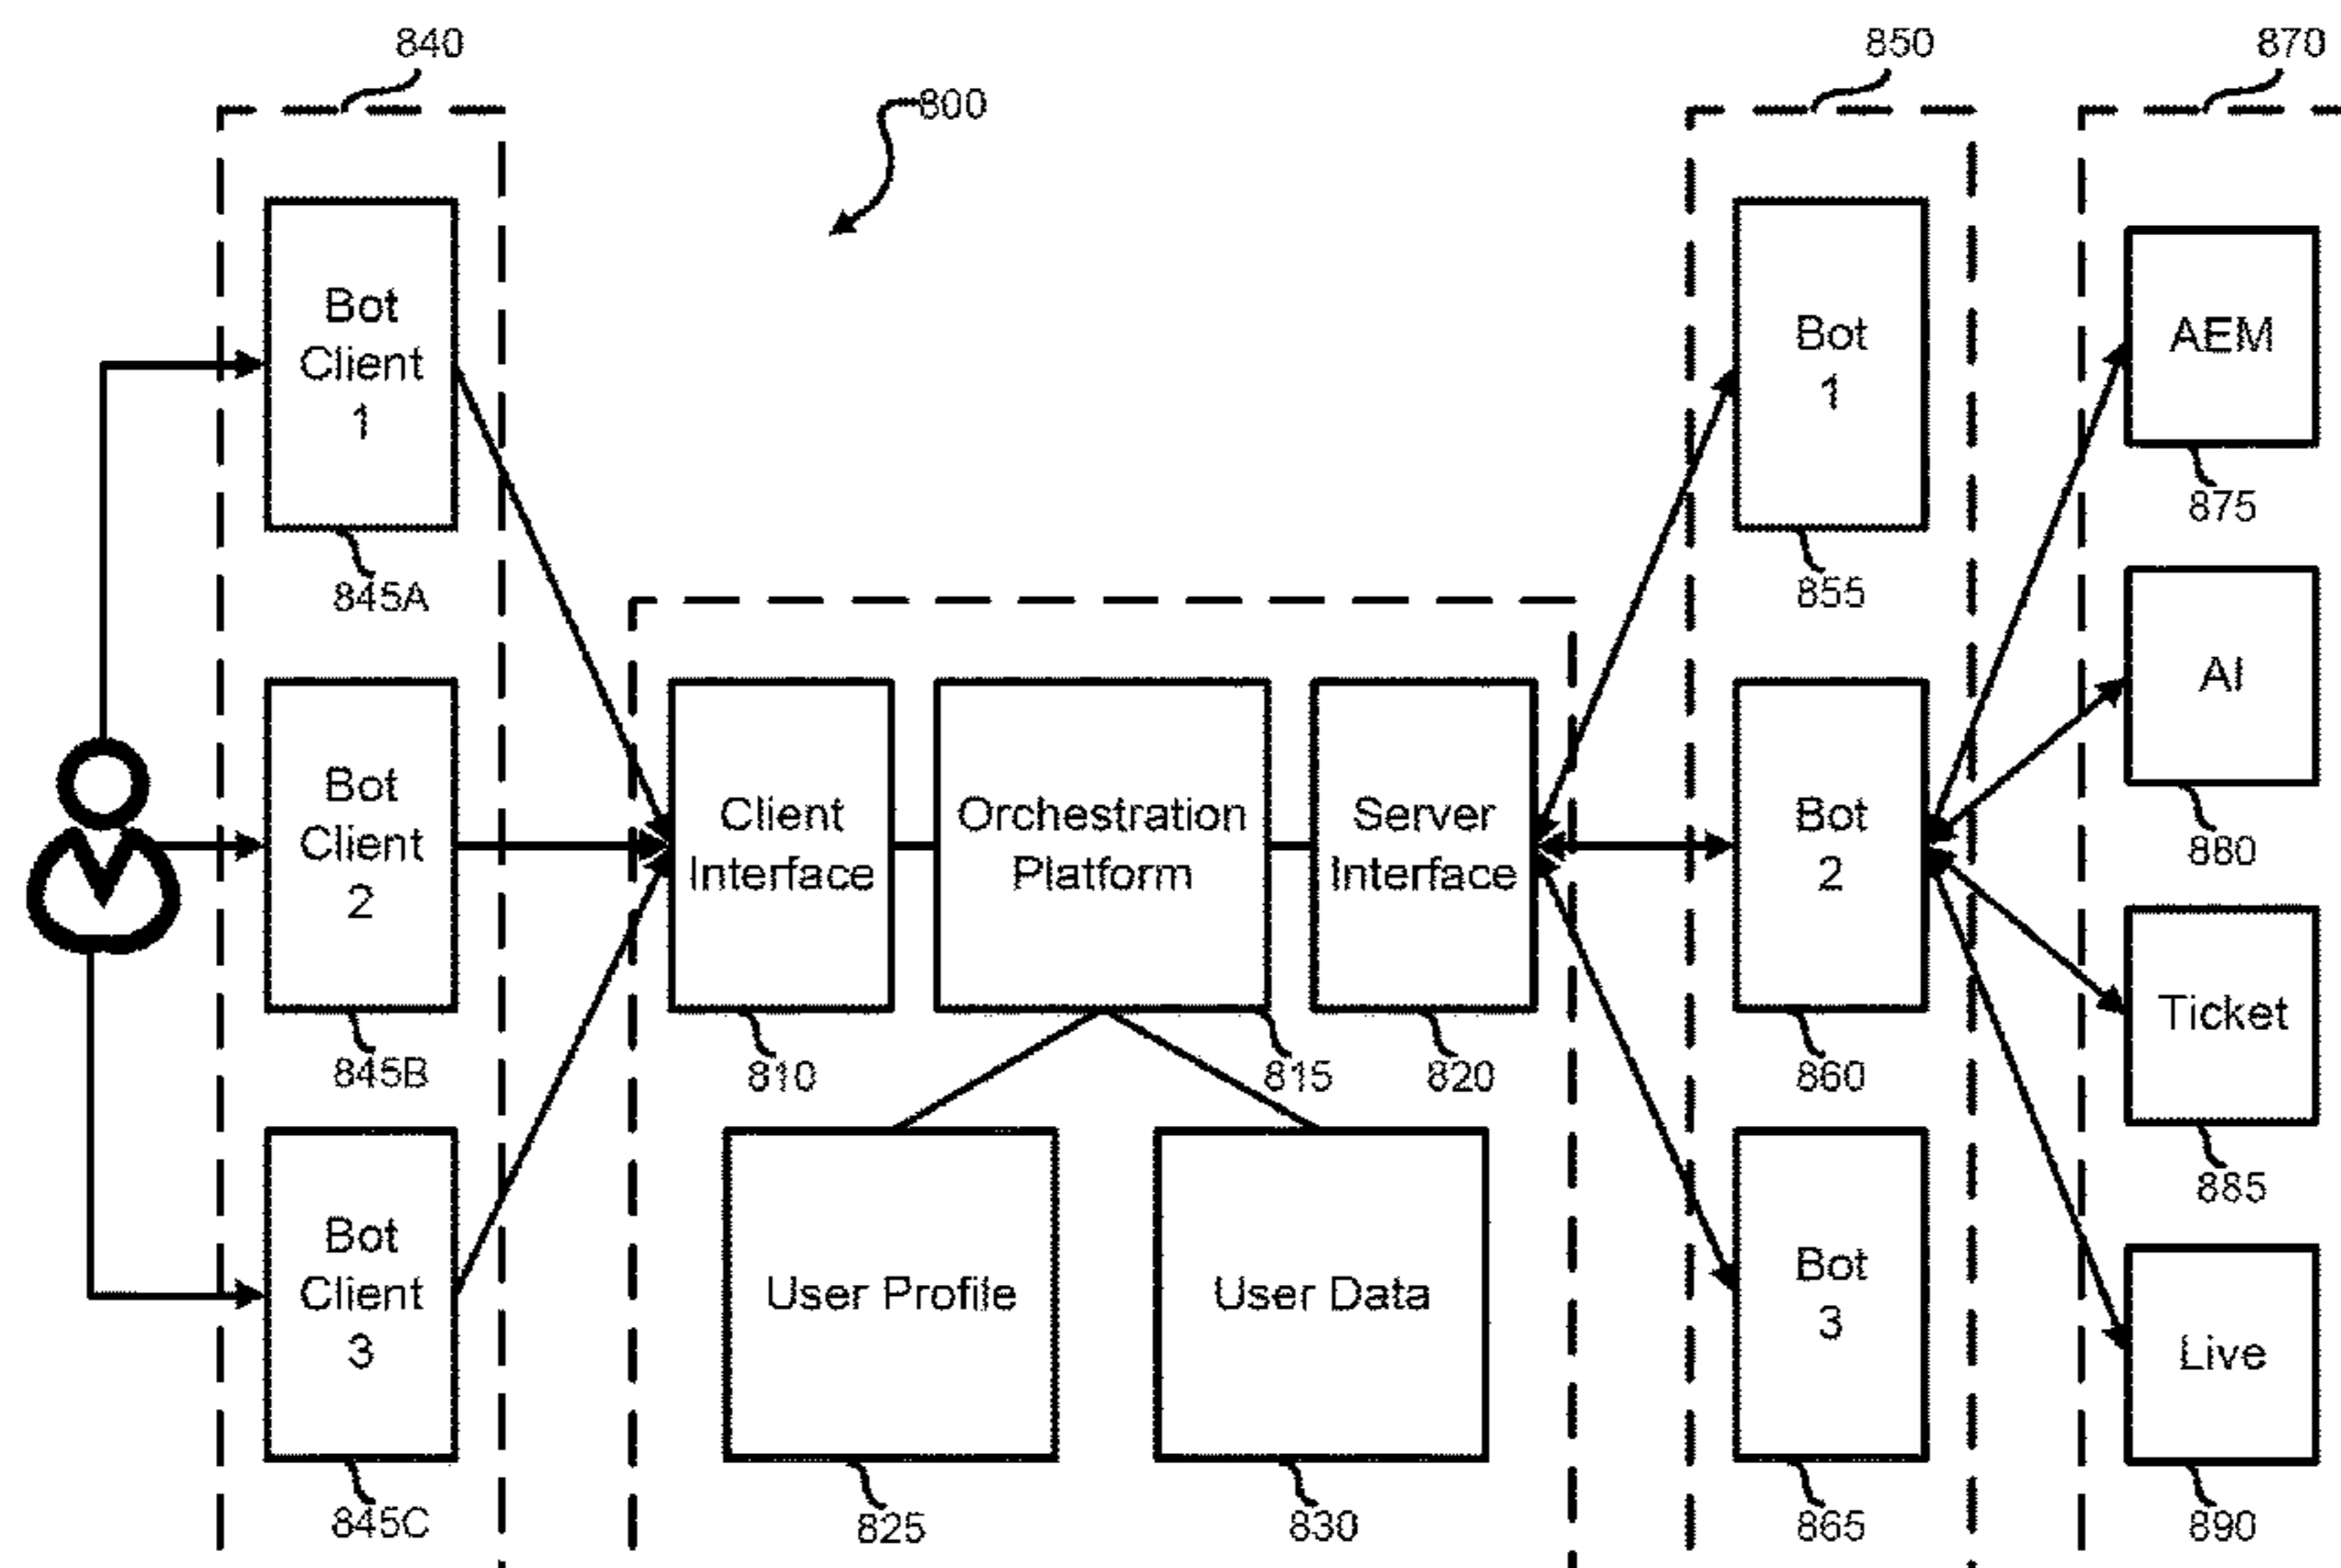 840
850
870
800
Bot
Client
1
845A
Bot
1
855
AEM
875
AI
880
Bot
Client
2
845B
Client
Interface
810
Orchestration
Platform
815
Server
Interface
820
Bot
2
860
Ticket
885
Bot
Client
3
845C
User Profile
825
User Data
830
Bot
3
865
Live
890